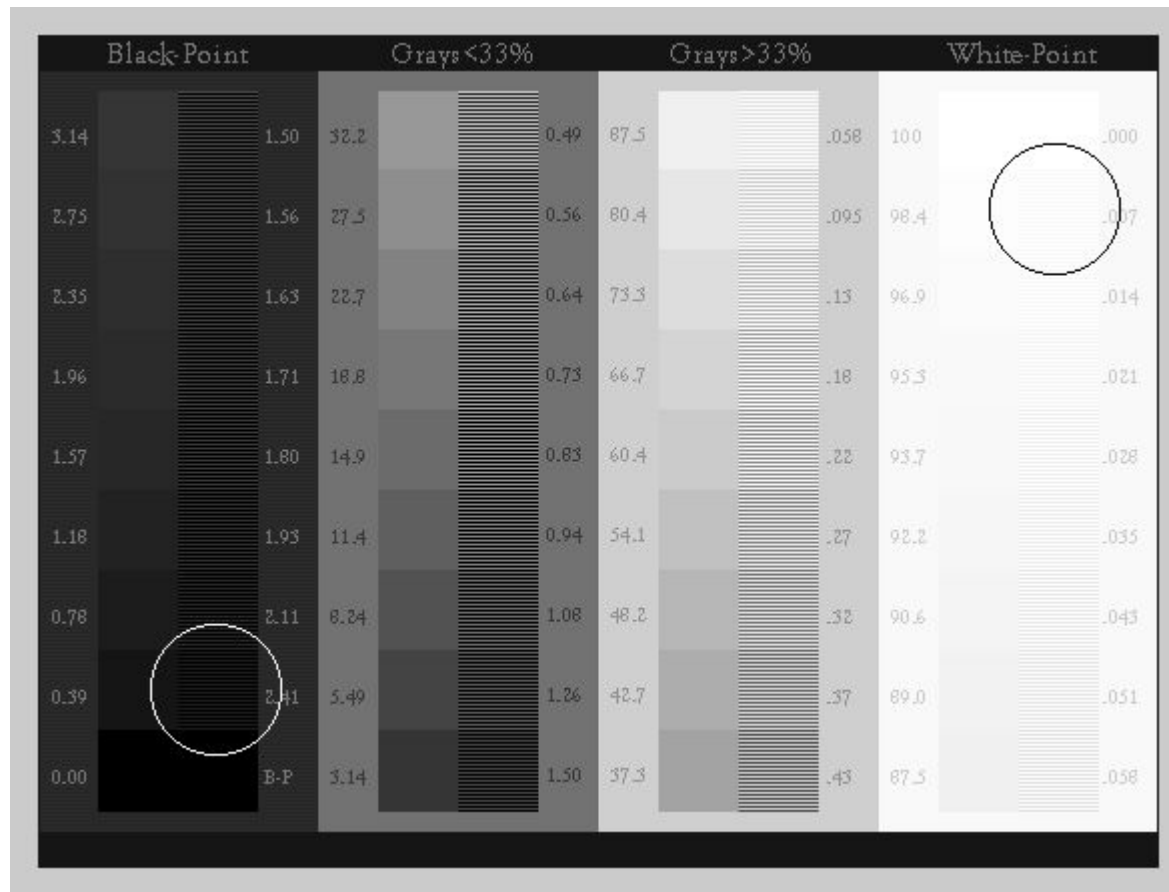 Black-Point Grays<33% Grays>33% White-Point
3.14 1.50 32.2 0.49 87.5 .058 100 .000
2.75 1.56 27.5 0.56 80.4 .095 98.4 .007
2.35 1.63 22.7 0.64 73.3 .13 96.9 .014
1.96 1.71 18.8 0.73 66.7 .18 95.3 .021
1.57 1.80 14.9 0.83 60.4 .22 93.7 .028
1.18 1.93 11.4 0.94 54.1 .27 92.2 .035
0.78 2.11 8.24 1.08 48.2 .32 90.6 .043
0.39 2.41 5.49 1.26 42.7 .37 89.0 .051
0.00 B-P 3.14 1.50 37.3 .43 87.5 .058